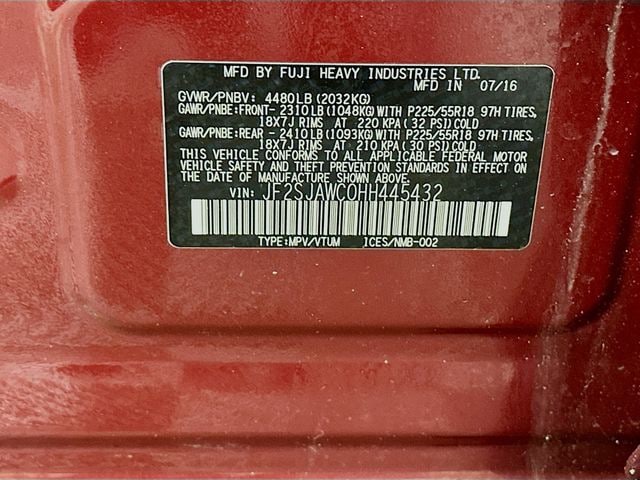 MFD BY FUJI HEAVY INDUSTRIES LTD.
MFD IN 07/16
GVWR/PNBV: 4480LB(2032KG)
GAWR/PNBE:FRONT-2310LB(1048KG)WITH P225/55R18 97H TIRES,
18X7J RIMS AT 220 KPA(32 PSI)COLD
GAWR/PNBE:REAR -2410LB(1093KG)WITH P225/55R18 97H TIRES,
18X7J RIMS AT 210 KPA(30 PSI)COLD
THIS VEHICLE CONFORMS TO ALL APPLICABLE FEDERAL MOTOR
VEHICLE SAFETY AND THEFT PREVENTION STANDARDS IN EFFECT ON
THE DATE OF MANUFACTURE SHOWN ABOVE.
VIN: JF2SJAWC0HH445432
TYPE:MPV/VTUM ICES/NMB-002